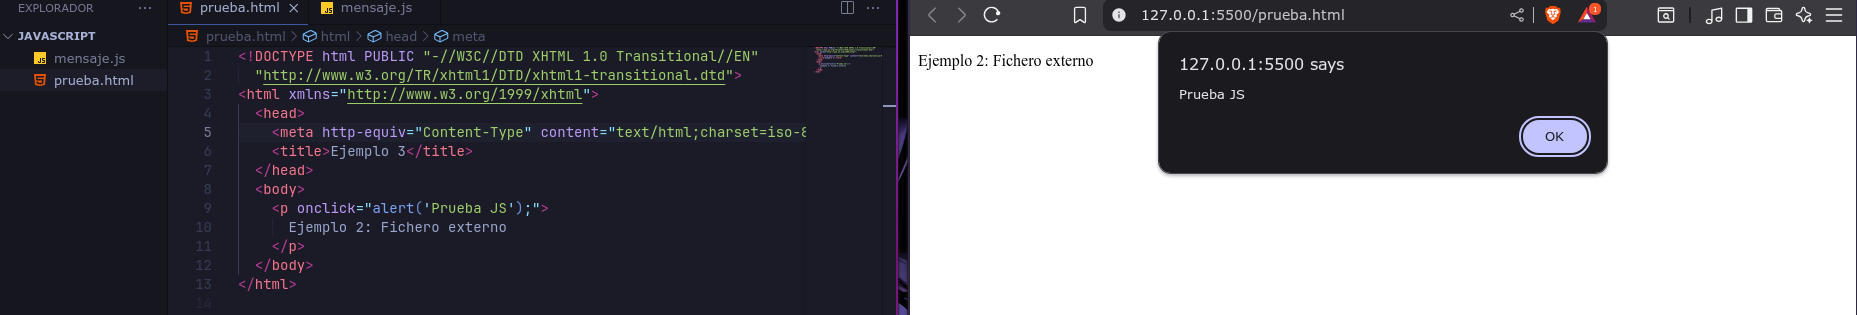 EXPLORADOR ···
JAVASCRIPT
JS mensaje.js
prueba.html
prueba.html ×
JS mensaje.js
···
prueba.html > html > head > meta
1 <!DOCTYPE html PUBLIC "-//W3C//DTD XHTML 1.0 Transitional//EN"
2 "http://www.w3.org/TR/xhtml1/DTD/xhtml1-transitional.dtd">
3 <html xmlns="http://www.w3.org/1999/xhtml">
4 <head>
5 <meta http-equiv="Content-Type" content="text/html;charset=iso-8
6 <title>Ejemplo 3</title>
7 </head>
8 <body>
9 <p onclick="alert('Prueba JS');">
10 Ejemplo 2: Fichero externo
11 </p>
12 </body>
13 </html>
14
127.0.0.1:5500/prueba.html
1
Ejemplo 2: Fichero externo
127.0.0.1:5500 says
Prueba JS
OK